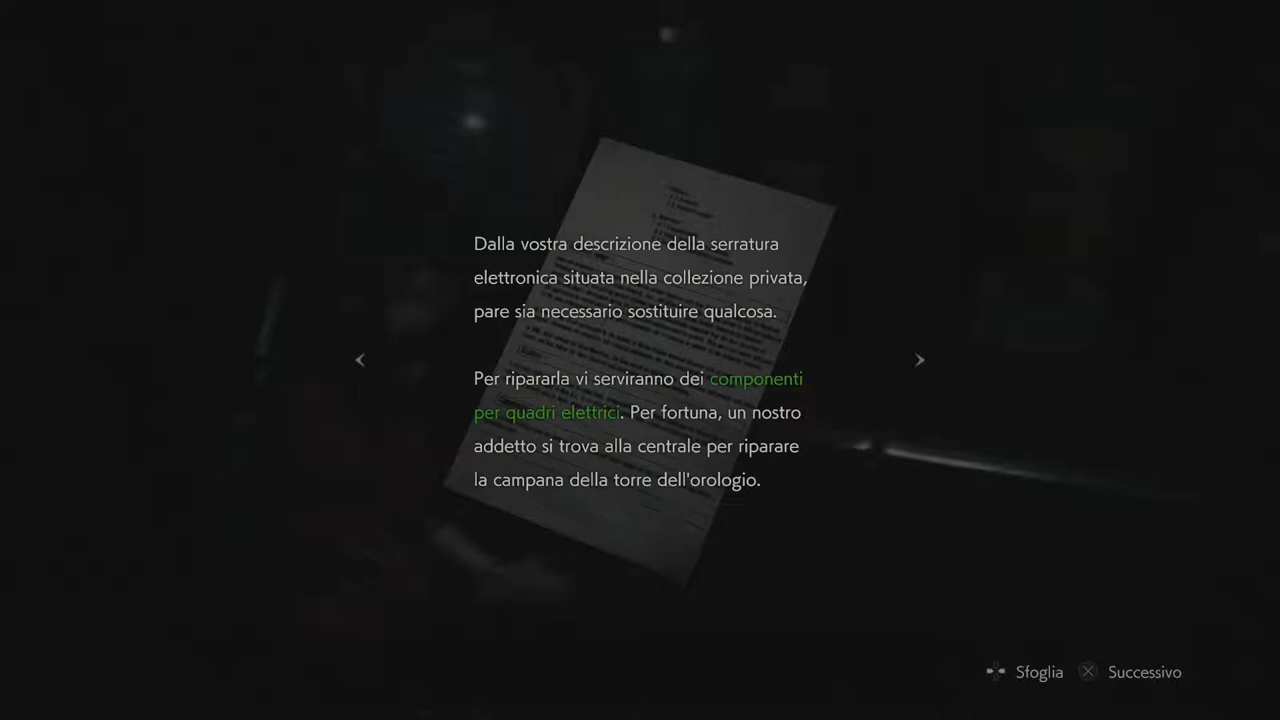 Dalla vostra descrizione della serratura
elettronica situata nella collezione privata,
pare sia necessario sostituire qualcosa.
Per ripararla vi serviranno dei componenti
per quadri elettrici. Per fortuna, un nostro
addetto si trova alla centrale per riparare
la campana della torre dell'orologio.
Sfoglia Successivo